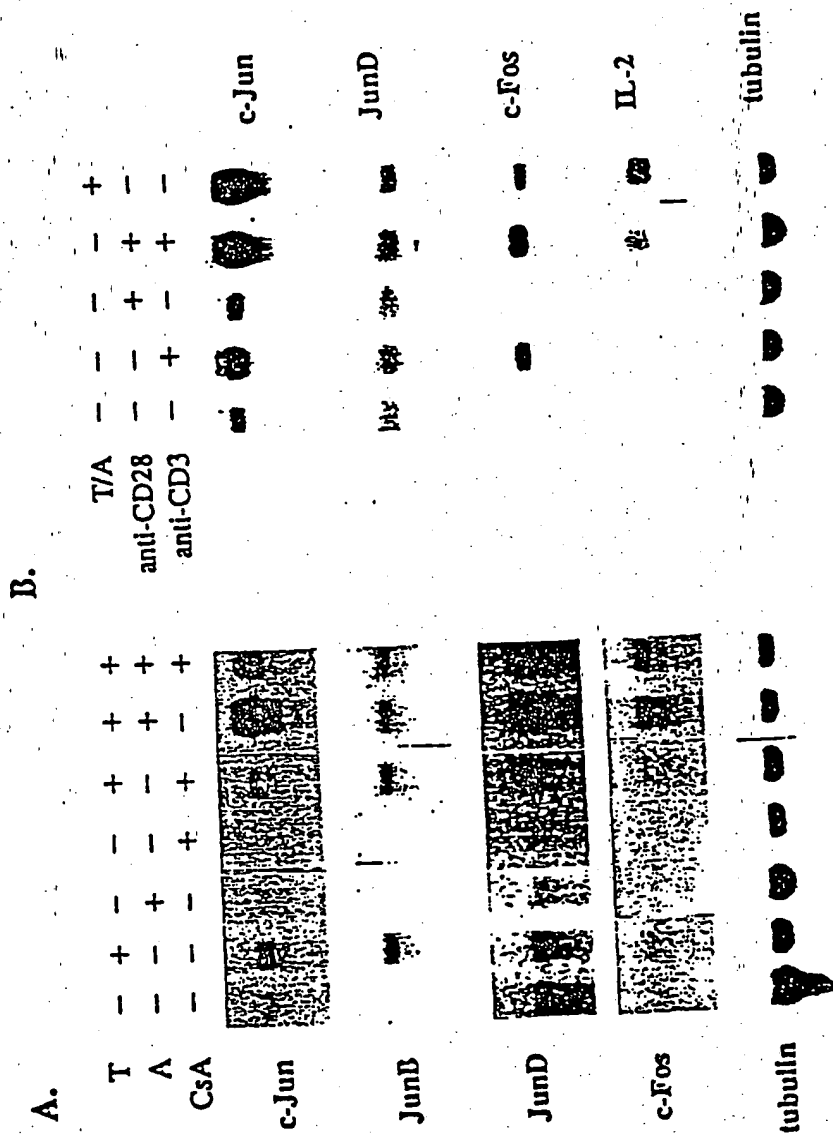 A.
T − + − − + + +
A − − + − − + +
CsA − − − + + − +
c-Jun
JunB
JunD
c-Fos
tubulin
B.
T/A − − − − +
anti-CD28 − − + + −
anti-CD3 − + − + −
c-Jun
JunD
c-Fos
IL-2
tubulin